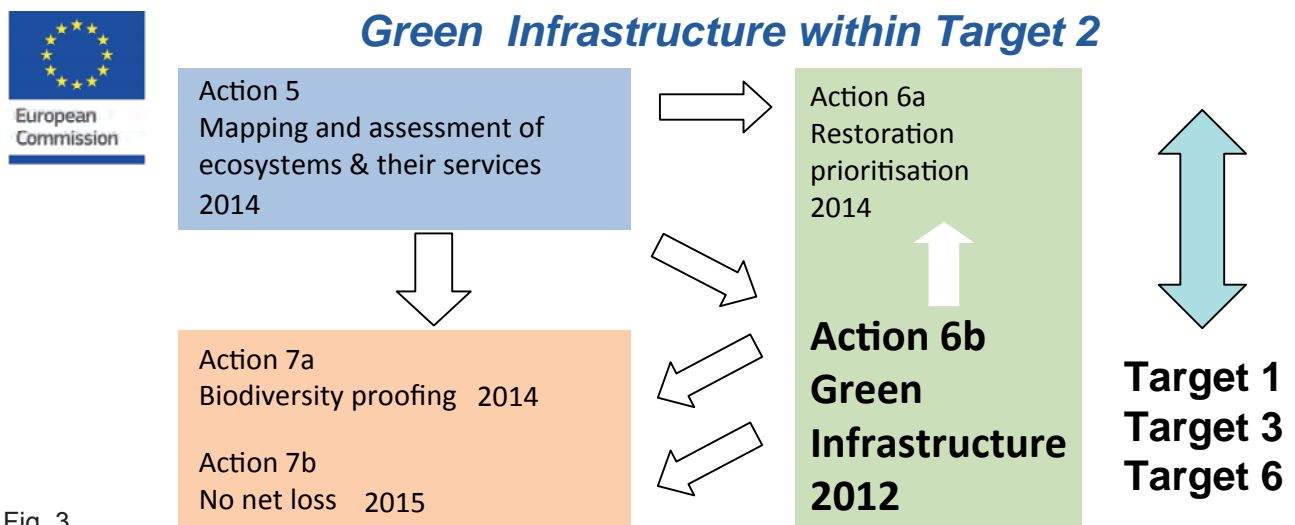 Green Infrastructure within Target 2
European
Commission
Action 5
Mapping and assessment of
ecosystems & their services
2014
Action 6a
Restoration
prioritisation
2014
Action 7a
Biodiversity proofing 2014
Action 7b
No net loss 2015
Action 6b
Green
Infrastructure
2012
Target 1
Target 3
Target 6
Fig. 3